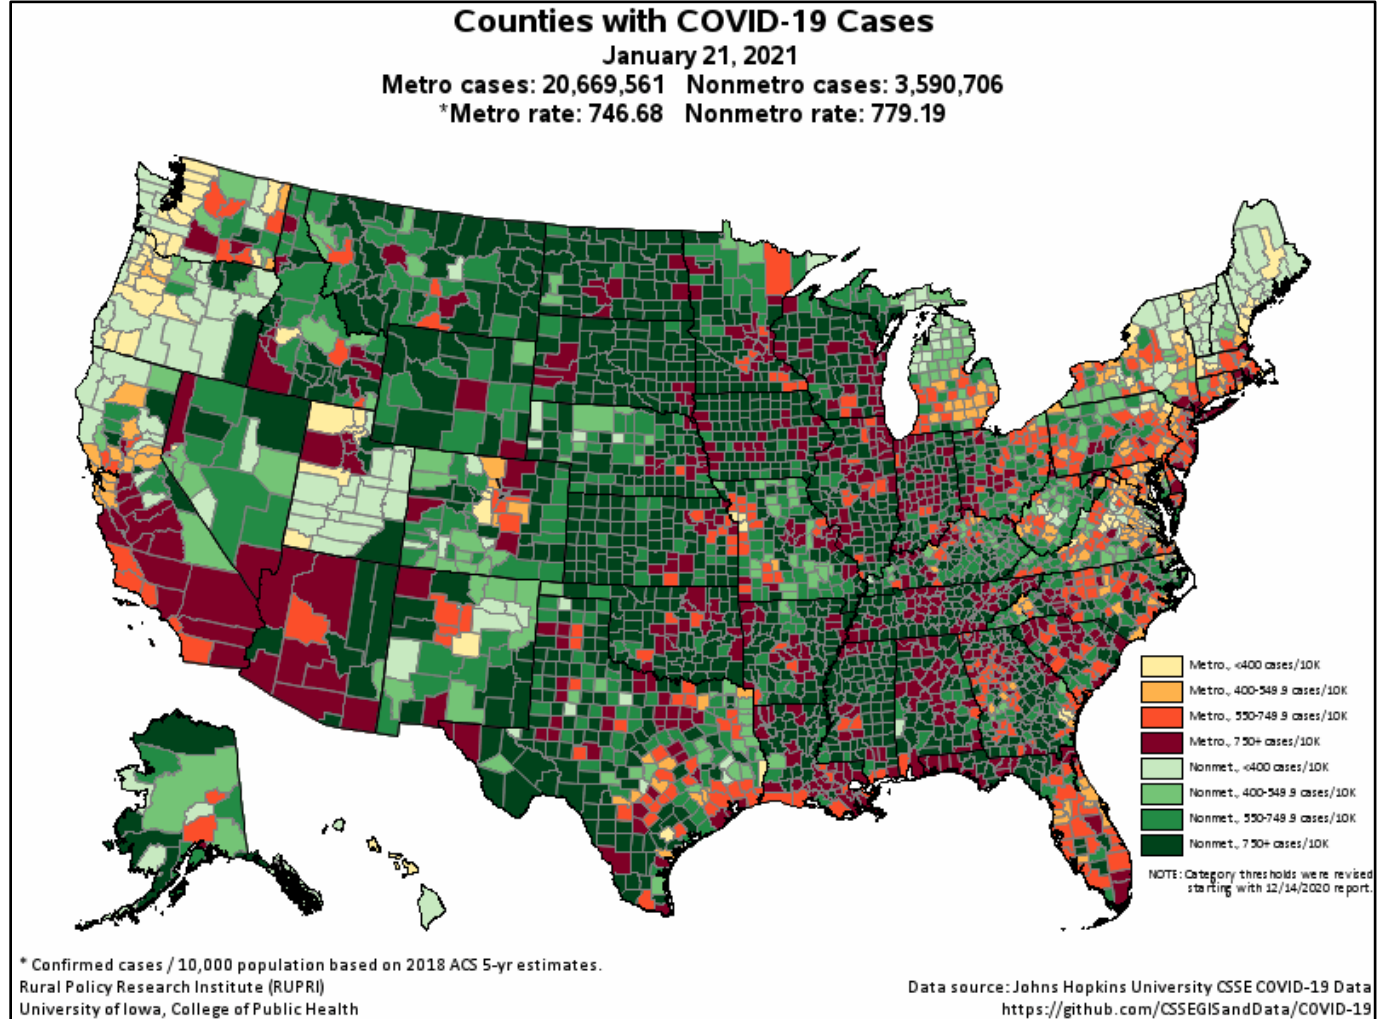 Counties with COVID-19 Cases
January 21, 2021
Metro cases: 20,669,561 Nonmetro cases: 3,590,706
*Metro rate: 746.68 Nonmetro rate: 779.19
Metro., <400 cases/10K
Metro., 400-549.9 cases/10K
Metro., 550-749.9 cases/10K
Metro., 750+ cases/10K
Nonmet., <400 cases/10K
Nonmet., 400-549.9 cases/10K
Nonmet., 550-749.9 cases/10K
Nonmet., 750+ cases/10K
NOTE: Category thresholds were revised
starting with 12/14/2020 report.
* Confirmed cases / 10,000 population based on 2018 ACS 5-yr estimates.
Rural Policy Research Institute (RUPRI)
University of Iowa, College of Public Health
Data source: Johns Hopkins University CSSE COVID-19 Data
https://github.com/CSSEGISandData/COVID-19